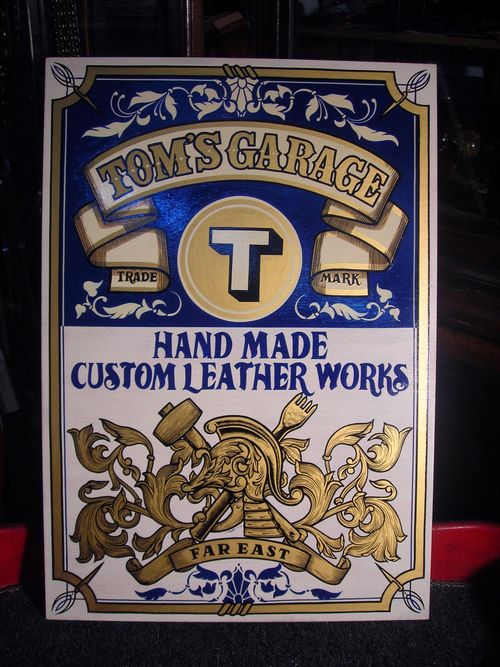 TOM'S GARAGE
T
TRADE MARK
HAND MADE
CUSTOM LEATHER WORKS
FAR EAST